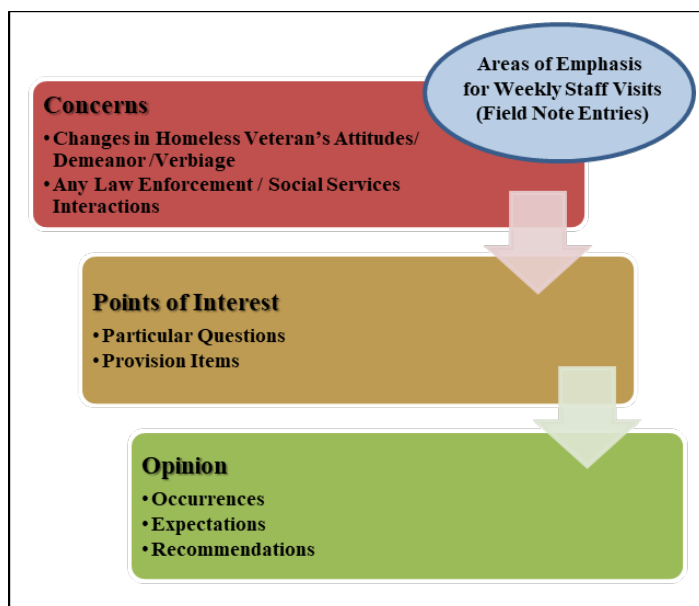 Areas of Emphasis
for Weekly Staff Visits
(Field Note Entries)
Concerns
•Changes in Homeless Veteran's Attitudes/
Demeanor /Verbiage
•Any Law Enforcement / Social Services
Interactions
Points of Interest
•Particular Questions
•Provision Items
Opinion
•Occurrences
•Expectations
•Recommendations